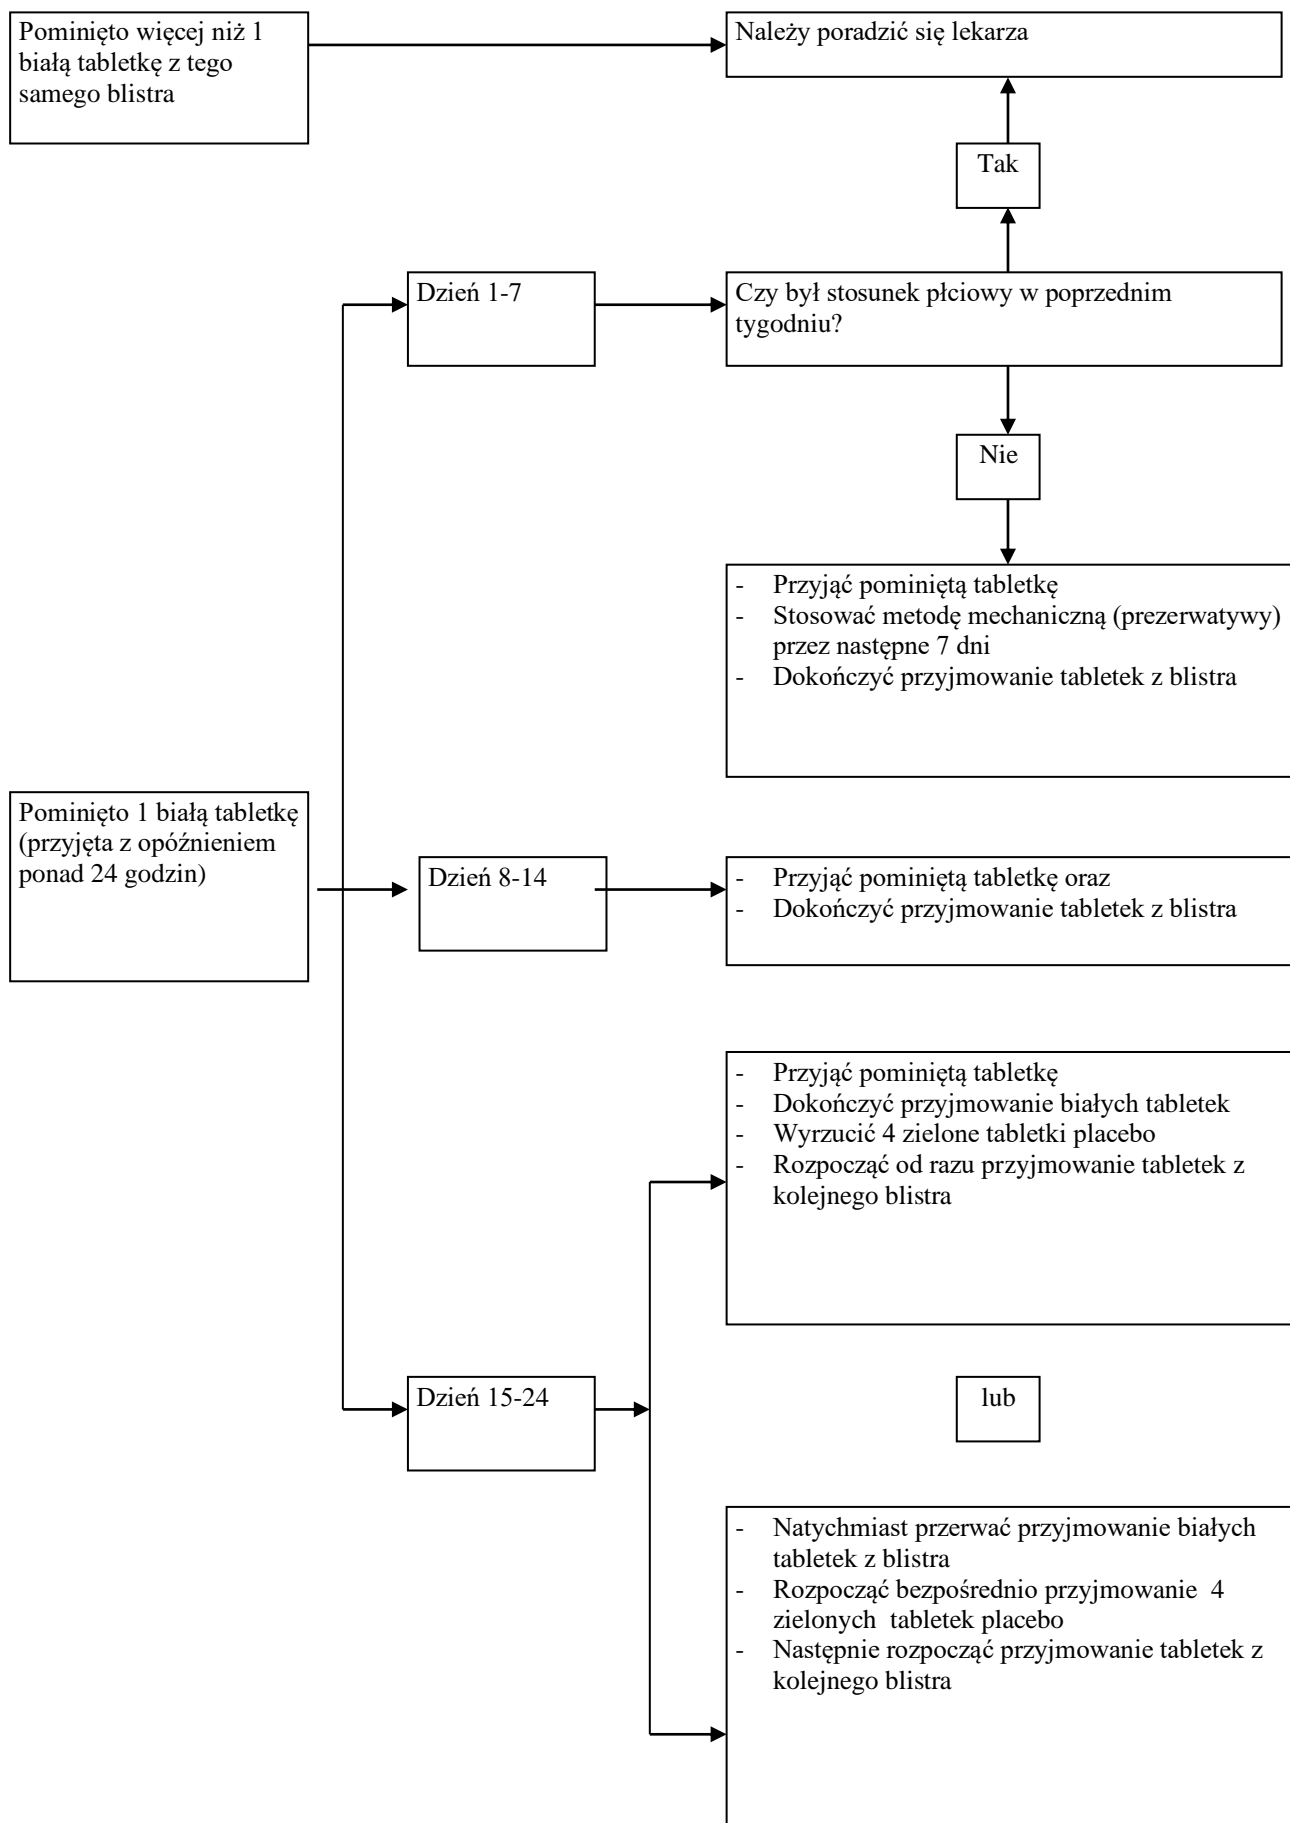 Pominięto więcej niż 1
białą tabletkę z tego
samego blistra
Należy poradzić się lekarza
Tak
Dzień 1-7
Czy był stosunek płciowy w poprzednim
tygodniu?
Nie
- Przyjąć pominiętą tabletkę
- Stosować metodę mechaniczną (prezerwatywy)
przez następne 7 dni
- Dokończyć przyjmowanie tabletek z blistra
Pominięto 1 białą tabletkę
(przyjęta z opóźnieniem
ponad 24 godzin)
Dzień 8-14
- Przyjąć pominiętą tabletkę oraz
- Dokończyć przyjmowanie tabletek z blistra
- Przyjąć pominiętą tabletkę
- Dokończyć przyjmowanie białych tabletek
- Wyrzucić 4 zielone tabletki placebo
- Rozpocząć od razu przyjmowanie tabletek z
kolejnego blistra
Dzień 15-24
lub
- Natychmiast przerwać przyjmowanie białych
tabletek z blistra
- Rozpocząć bezpośrednio przyjmowanie 4
zielonych tabletek placebo
- Następnie rozpocząć przyjmowanie tabletek z
kolejnego blistra